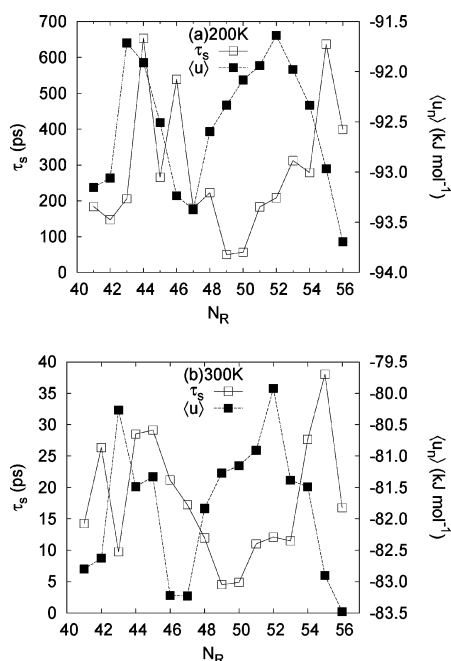 (a)200K
τs
⟨u⟩
700
600
500
400
300
200
100
0
τs (ps)
-91.5
-92.0
-92.5
-93.0
-93.5
-94.0
⟨un⟩ (kJ mol-1)
40 42 44 46 48 50 52 54 56
NR
(b)300K
τs
⟨u⟩
40
35
30
25
20
15
10
5
0
τs (ps)
-79.5
-80.0
-80.5
-81.0
-81.5
-82.0
-82.5
-83.0
-83.5
⟨un⟩ (kJ mol-1)
40 42 44 46 48 50 52 54 56
NR